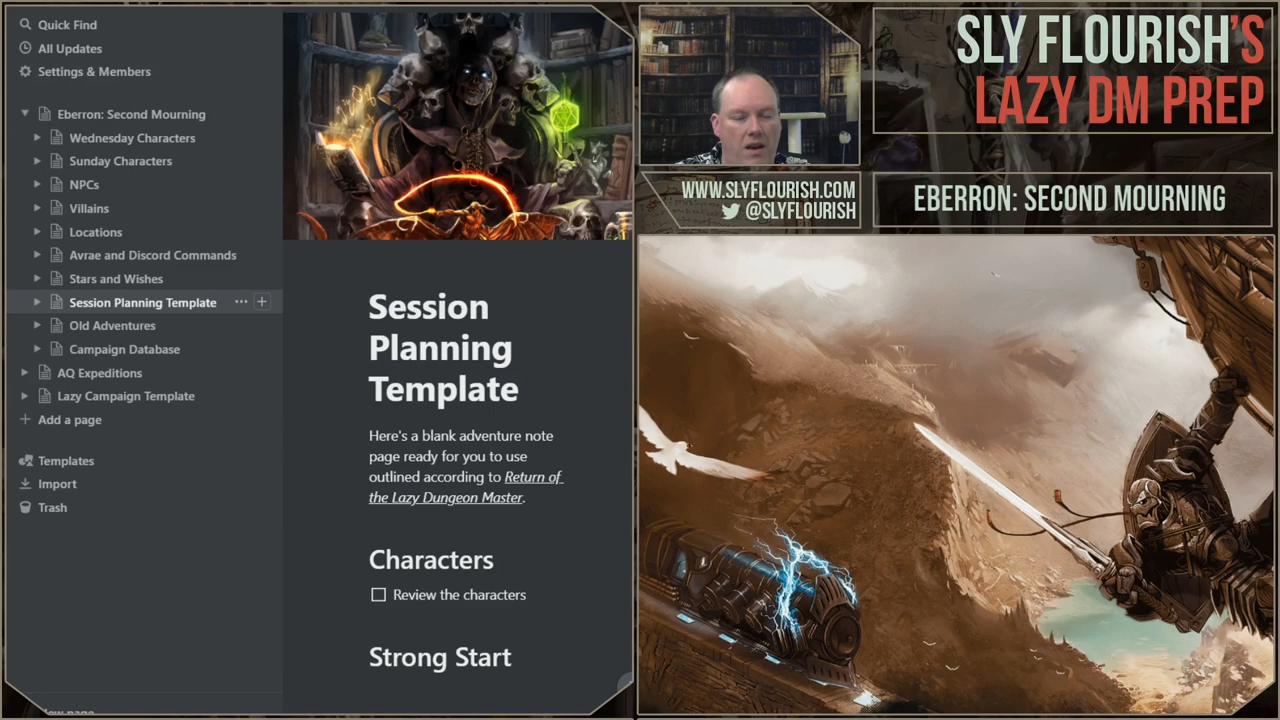 Quick Find
All Updates
Settings & Members
Eberron: Second Mourning
Wednesday Characters
Sunday Characters
NPCs
Villains
Locations
Avrae and Discord Commands
Stars and Wishes
Session Planning Template
Old Adventures
Campaign Database
AQ Expeditions
Lazy Campaign Template
Add a page
Templates
Import
Trash
Session
Planning
Template
Here's a blank adventure note
page ready for you to use
outlined according to Return of
the Lazy Dungeon Master.
Characters
Review the characters
Strong Start
SLY FLOURISH'S
LAZY DM PREP
WWW.SLYFLOURISH.COM
@SLYFLOURISH
EBERRON: SECOND MOURNING